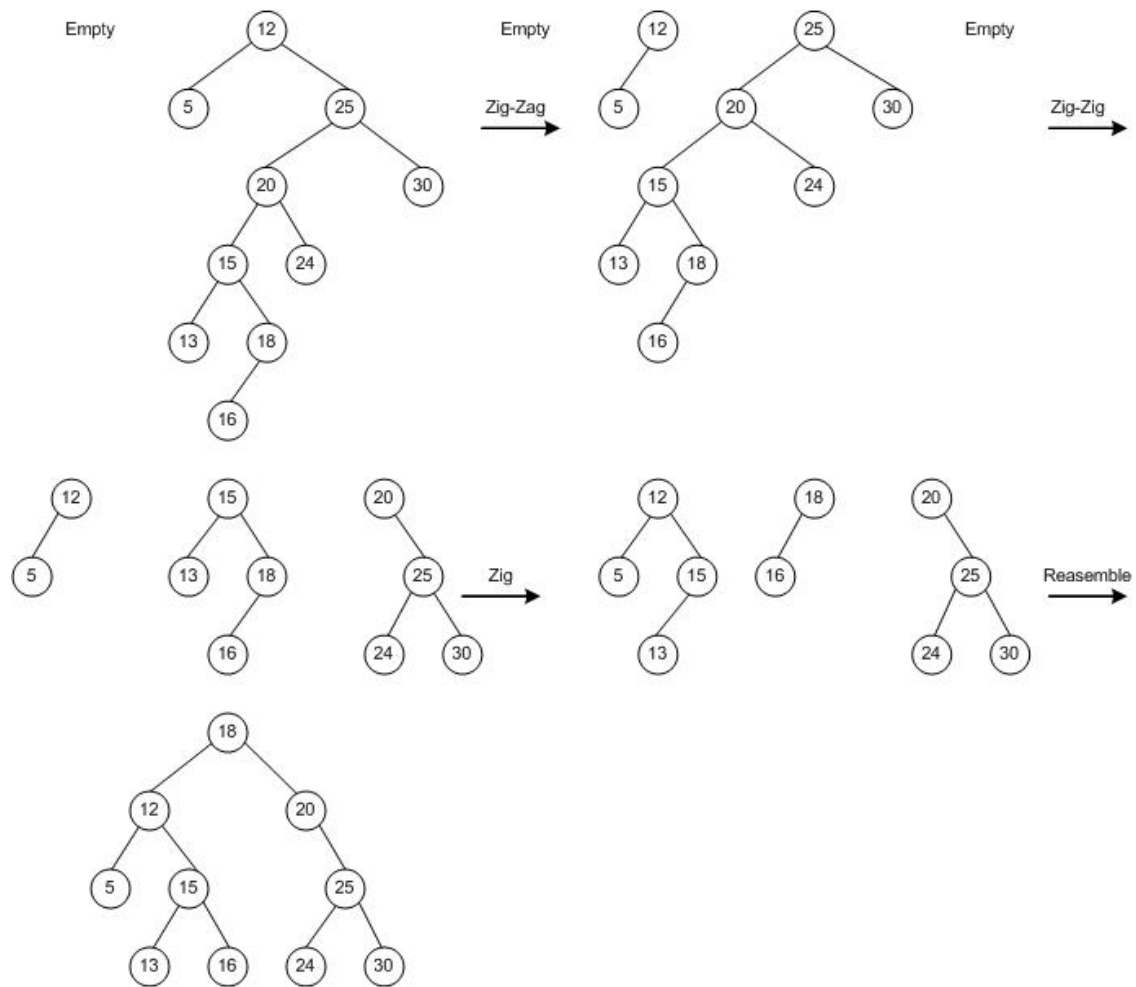 Empty 12 Empty 12 25 Empty
5 25 Zig-Zag 5 20 30 Zig-Zig
20 30 15 24
15 24 13 18
13 18 16
16
12 15 20 12 18 20
5 13 18 25 Zig 5 15 16 25 Reasemble
16 24 30 13 24 30
18
12 20
5 15 25
13 16 24 30